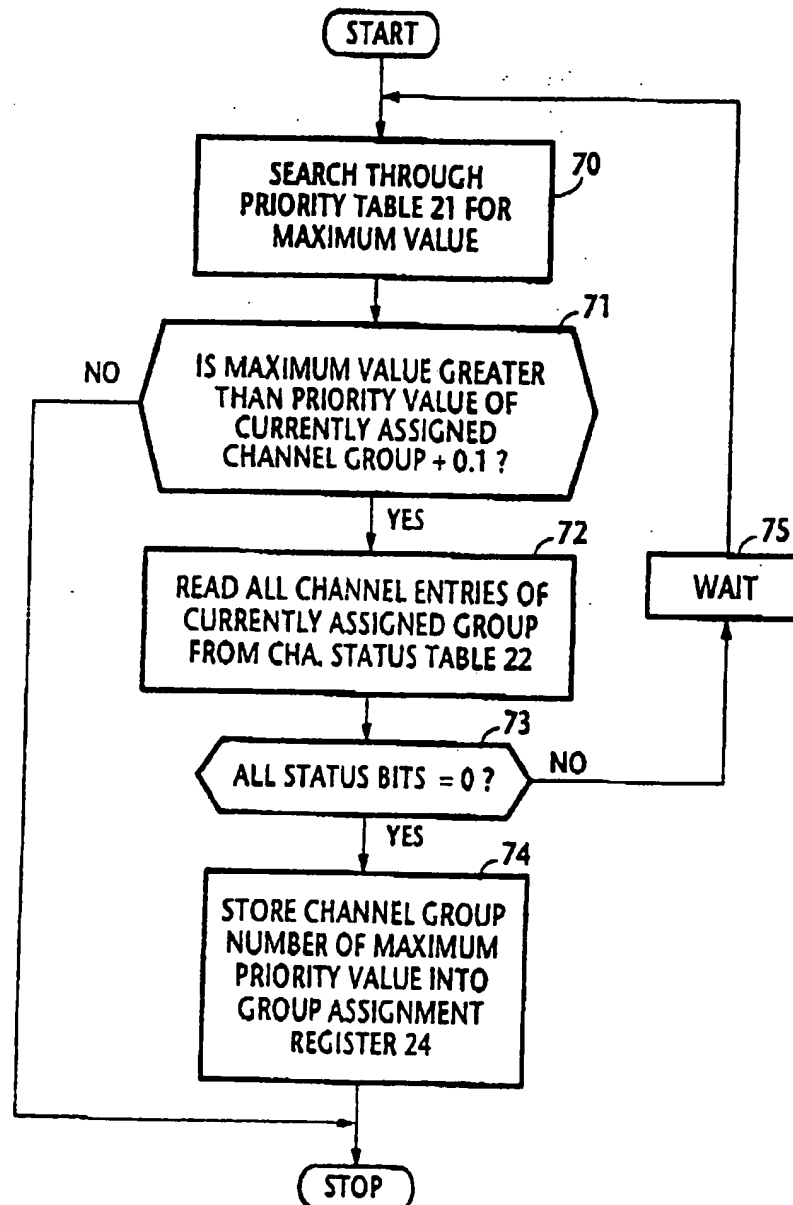 START
SEARCH THROUGH
PRIORITY TABLE 21 FOR
MAXIMUM VALUE
70
71
NO
IS MAXIMUM VALUE GREATER
THAN PRIORITY VALUE OF
CURRENTLY ASSIGNED
CHANNEL GROUP + 0.1 ?
YES
72
75
READ ALL CHANNEL ENTRIES OF
CURRENTLY ASSIGNED GROUP
FROM CHA. STATUS TABLE 22
WAIT
73
ALL STATUS BITS = 0 ?
NO
YES
74
STORE CHANNEL GROUP
NUMBER OF MAXIMUM
PRIORITY VALUE INTO
GROUP ASSIGNMENT
REGISTER 24
STOP